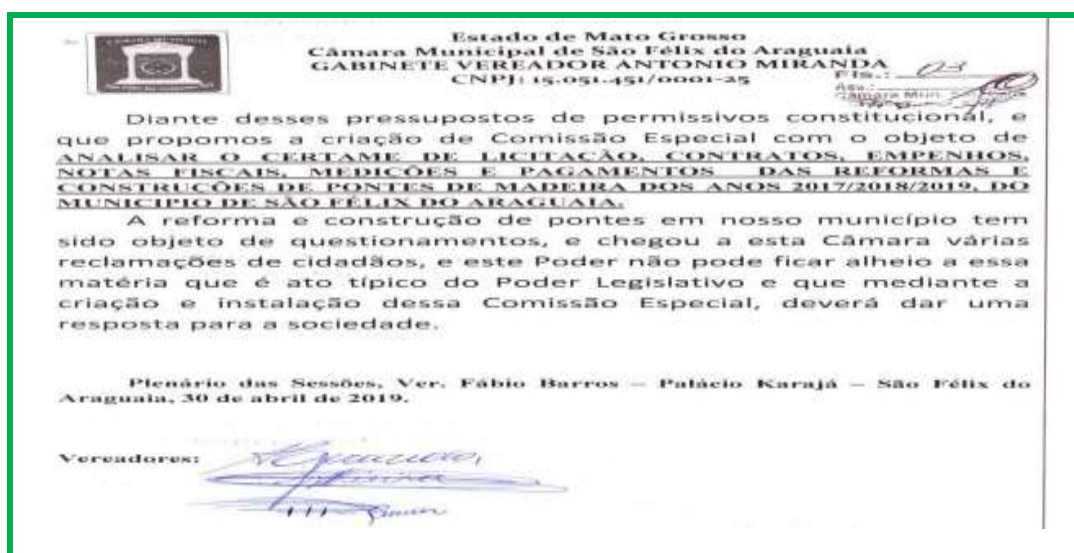 Estado de Mato Grosso
Câmara Municipal de São Félix do Araguaia
GABINETE VEREADOR ANTONIO MIRANDA
CNPJ: 15.051.451/0001-25
Fls.: 03
Ass.:
Câmara Mun.
Diante desses pressupostos de permissivos constitucional, e
que propomos a criação de Comissão Especial com o objeto de
ANALISAR O CERTAME DE LICITAÇÃO, CONTRATOS, EMPENHOS,
NOTAS FISCAIS, MEDIÇÕES E PAGAMENTOS DAS REFORMAS E
CONSTRUÇÕES DE PONTES DE MADEIRA DOS ANOS 2017/2018/2019, DO
MUNICIPIO DE SÃO FÉLIX DO ARAGUAIA.
A reforma e construção de pontes em nosso município tem
sido objeto de questionamentos, e chegou a esta Câmara várias
reclamações de cidadãos, e este Poder não pode ficar alheio a essa
matéria que é ato típico do Poder Legislativo e que mediante a
criação e instalação dessa Comissão Especial, deverá dar uma
resposta para a sociedade.
Plenário das Sessões, Ver. Fábio Barros – Palácio Karajá – São Félix do
Araguaia, 30 de abril de 2019.
Vereadores: